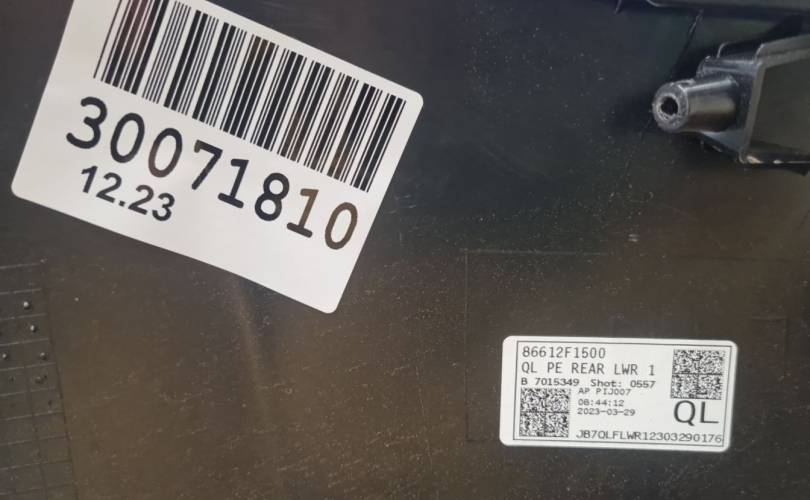 30071810
12.23
86612F1500
QL PE REAR LWR 1
B 7015349 Shot: 0557
AP PIJ007
08:44:12
2023-03-29
QL
JB7QLFLWR12303290176